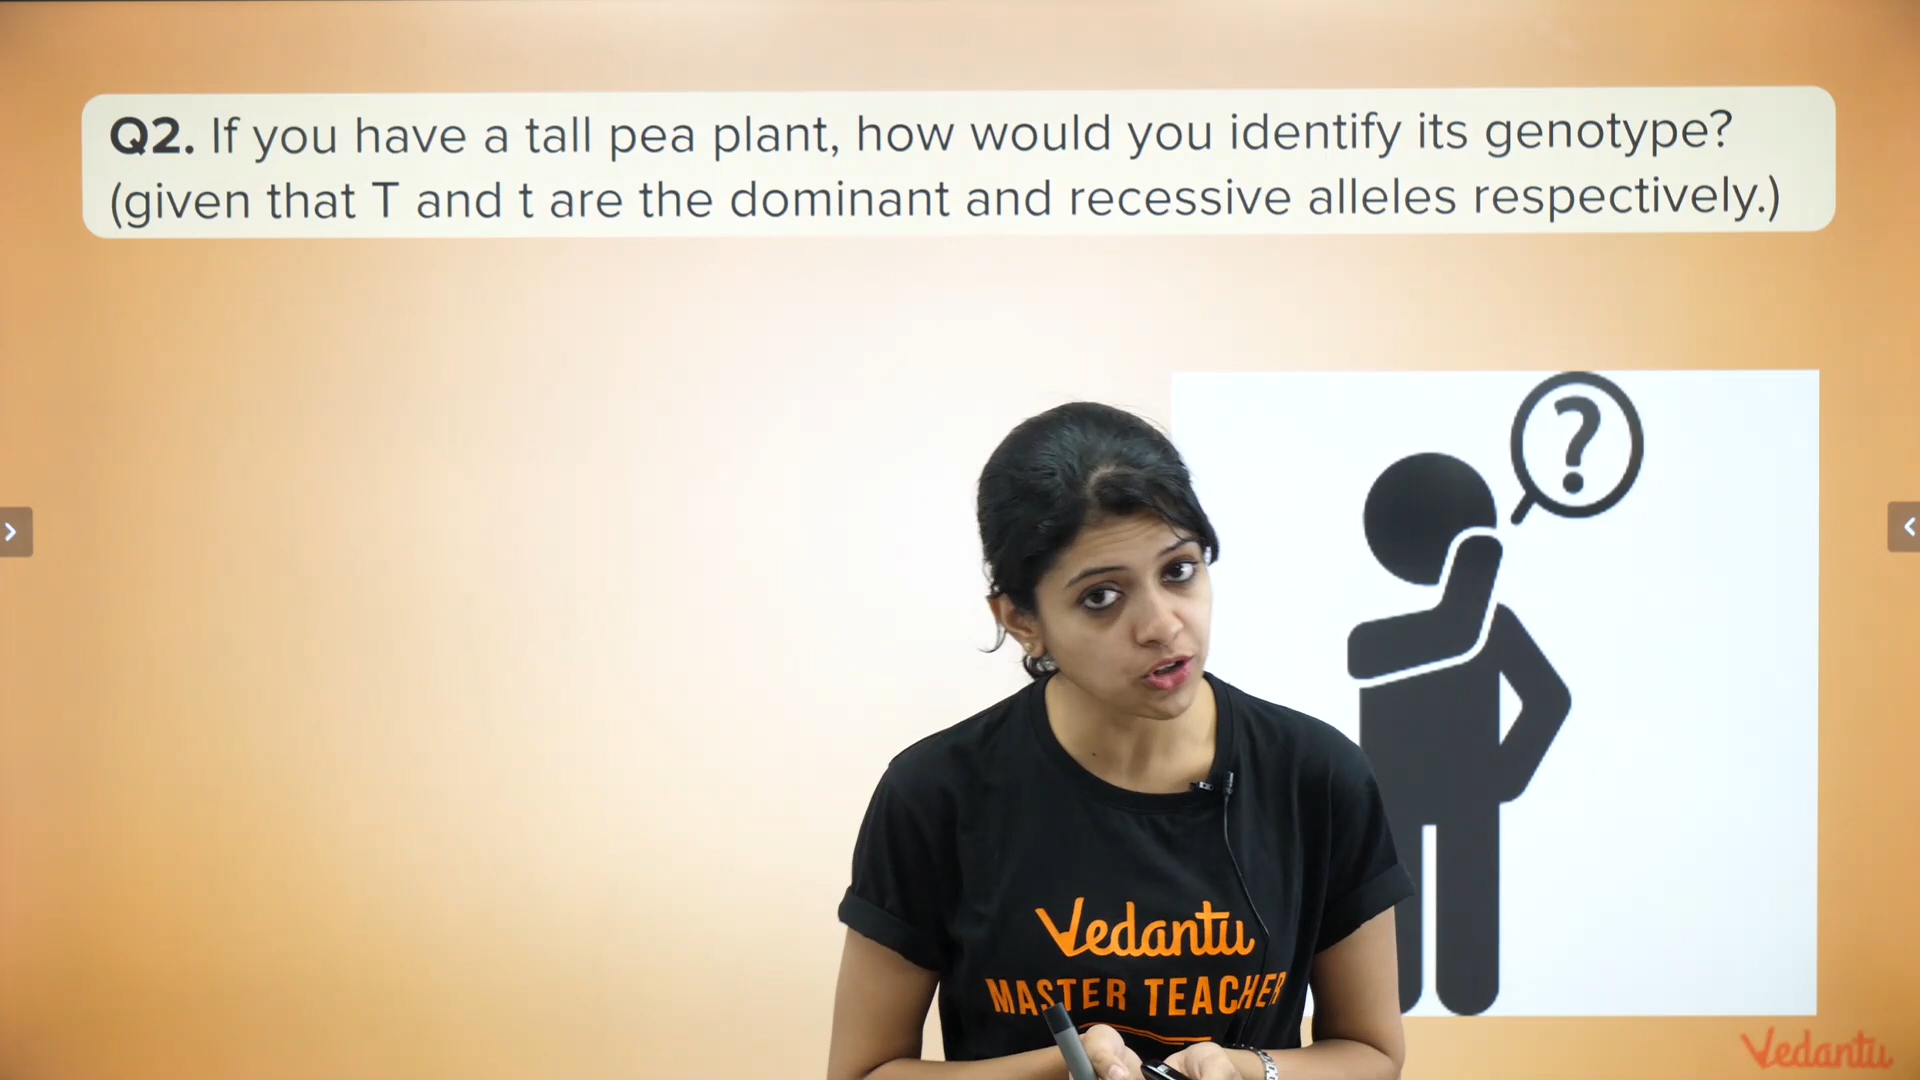 Q2. If you have a tall pea plant, how would you identify its genotype?
(given that T and t are the dominant and recessive alleles respectively.)
?
Vedantu
MASTER TEACHER
Vedantu